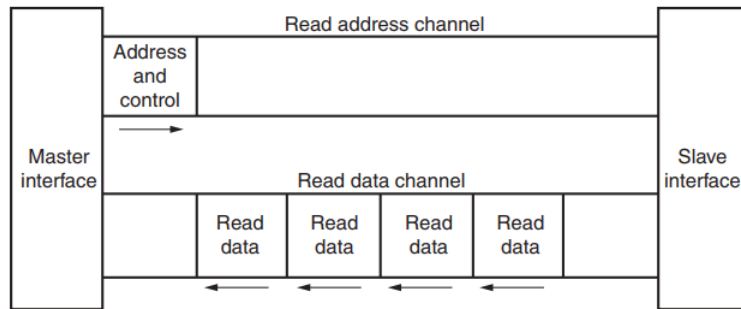 Read address channel
Address
and
control
Master
interface
Slave
interface
Read data channel
Read
data
Read
data
Read
data
Read
data